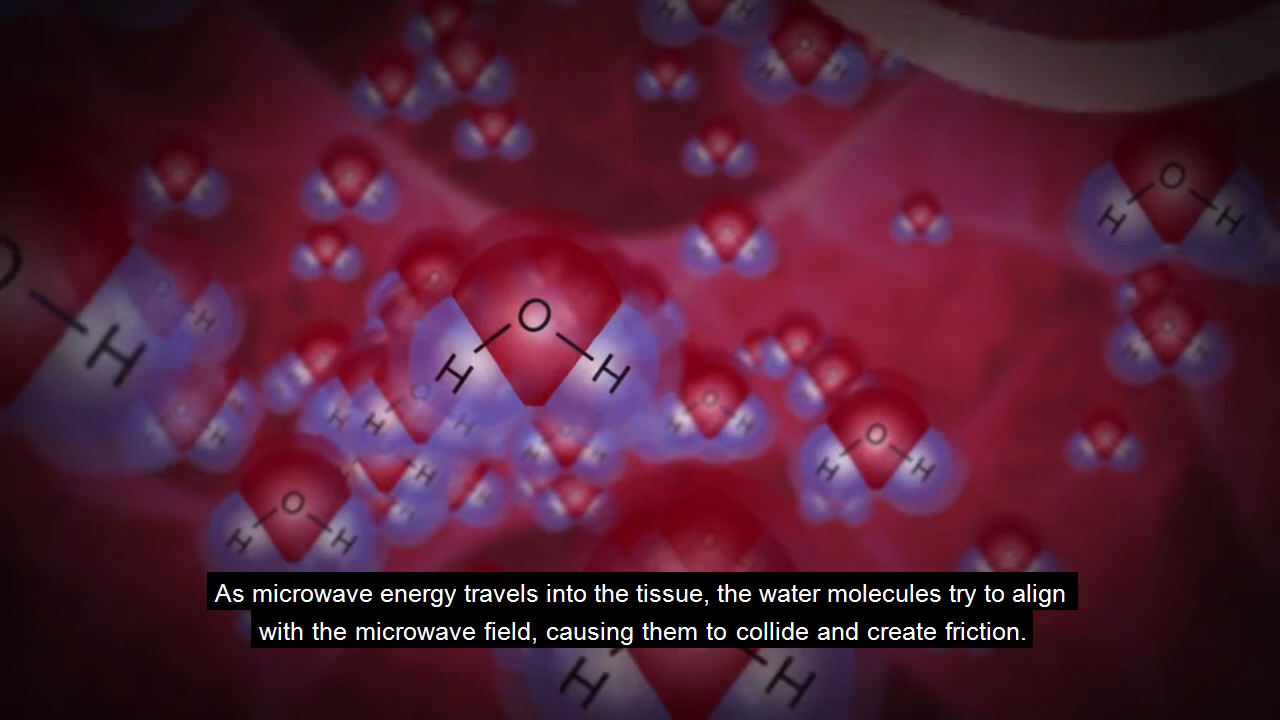 O
H H
O
H H
O
H H
O
H H
O
H
As microwave energy travels into the tissue, the water molecules try to align
with the microwave field, causing them to collide and create friction.
H H